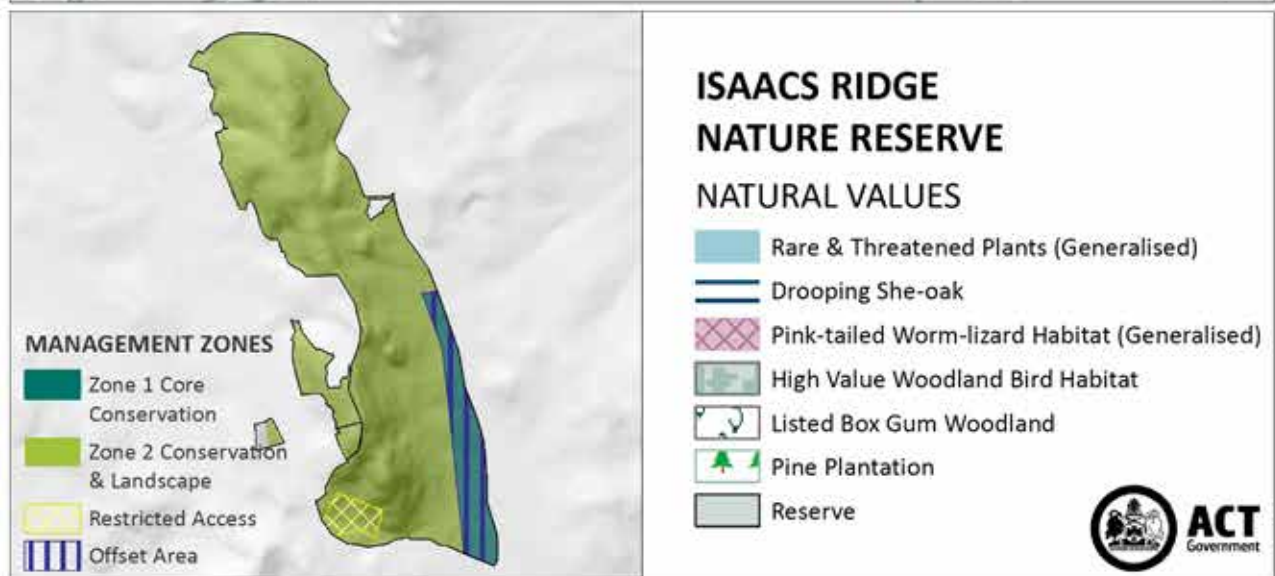 MANAGEMENT ZONES
Zone 1 Core
Conservation
Zone 2 Conservation
& Landscape
Restricted Access
Offset Area
ISAACS RIDGE
NATURE RESERVE
NATURAL VALUES
Rare & Threatened Plants (Generalised)
Drooping She-oak
Pink-tailed Worm-lizard Habitat (Generalised)
High Value Woodland Bird Habitat
Listed Box Gum Woodland
Pine Plantation
Reserve
ACT
Government